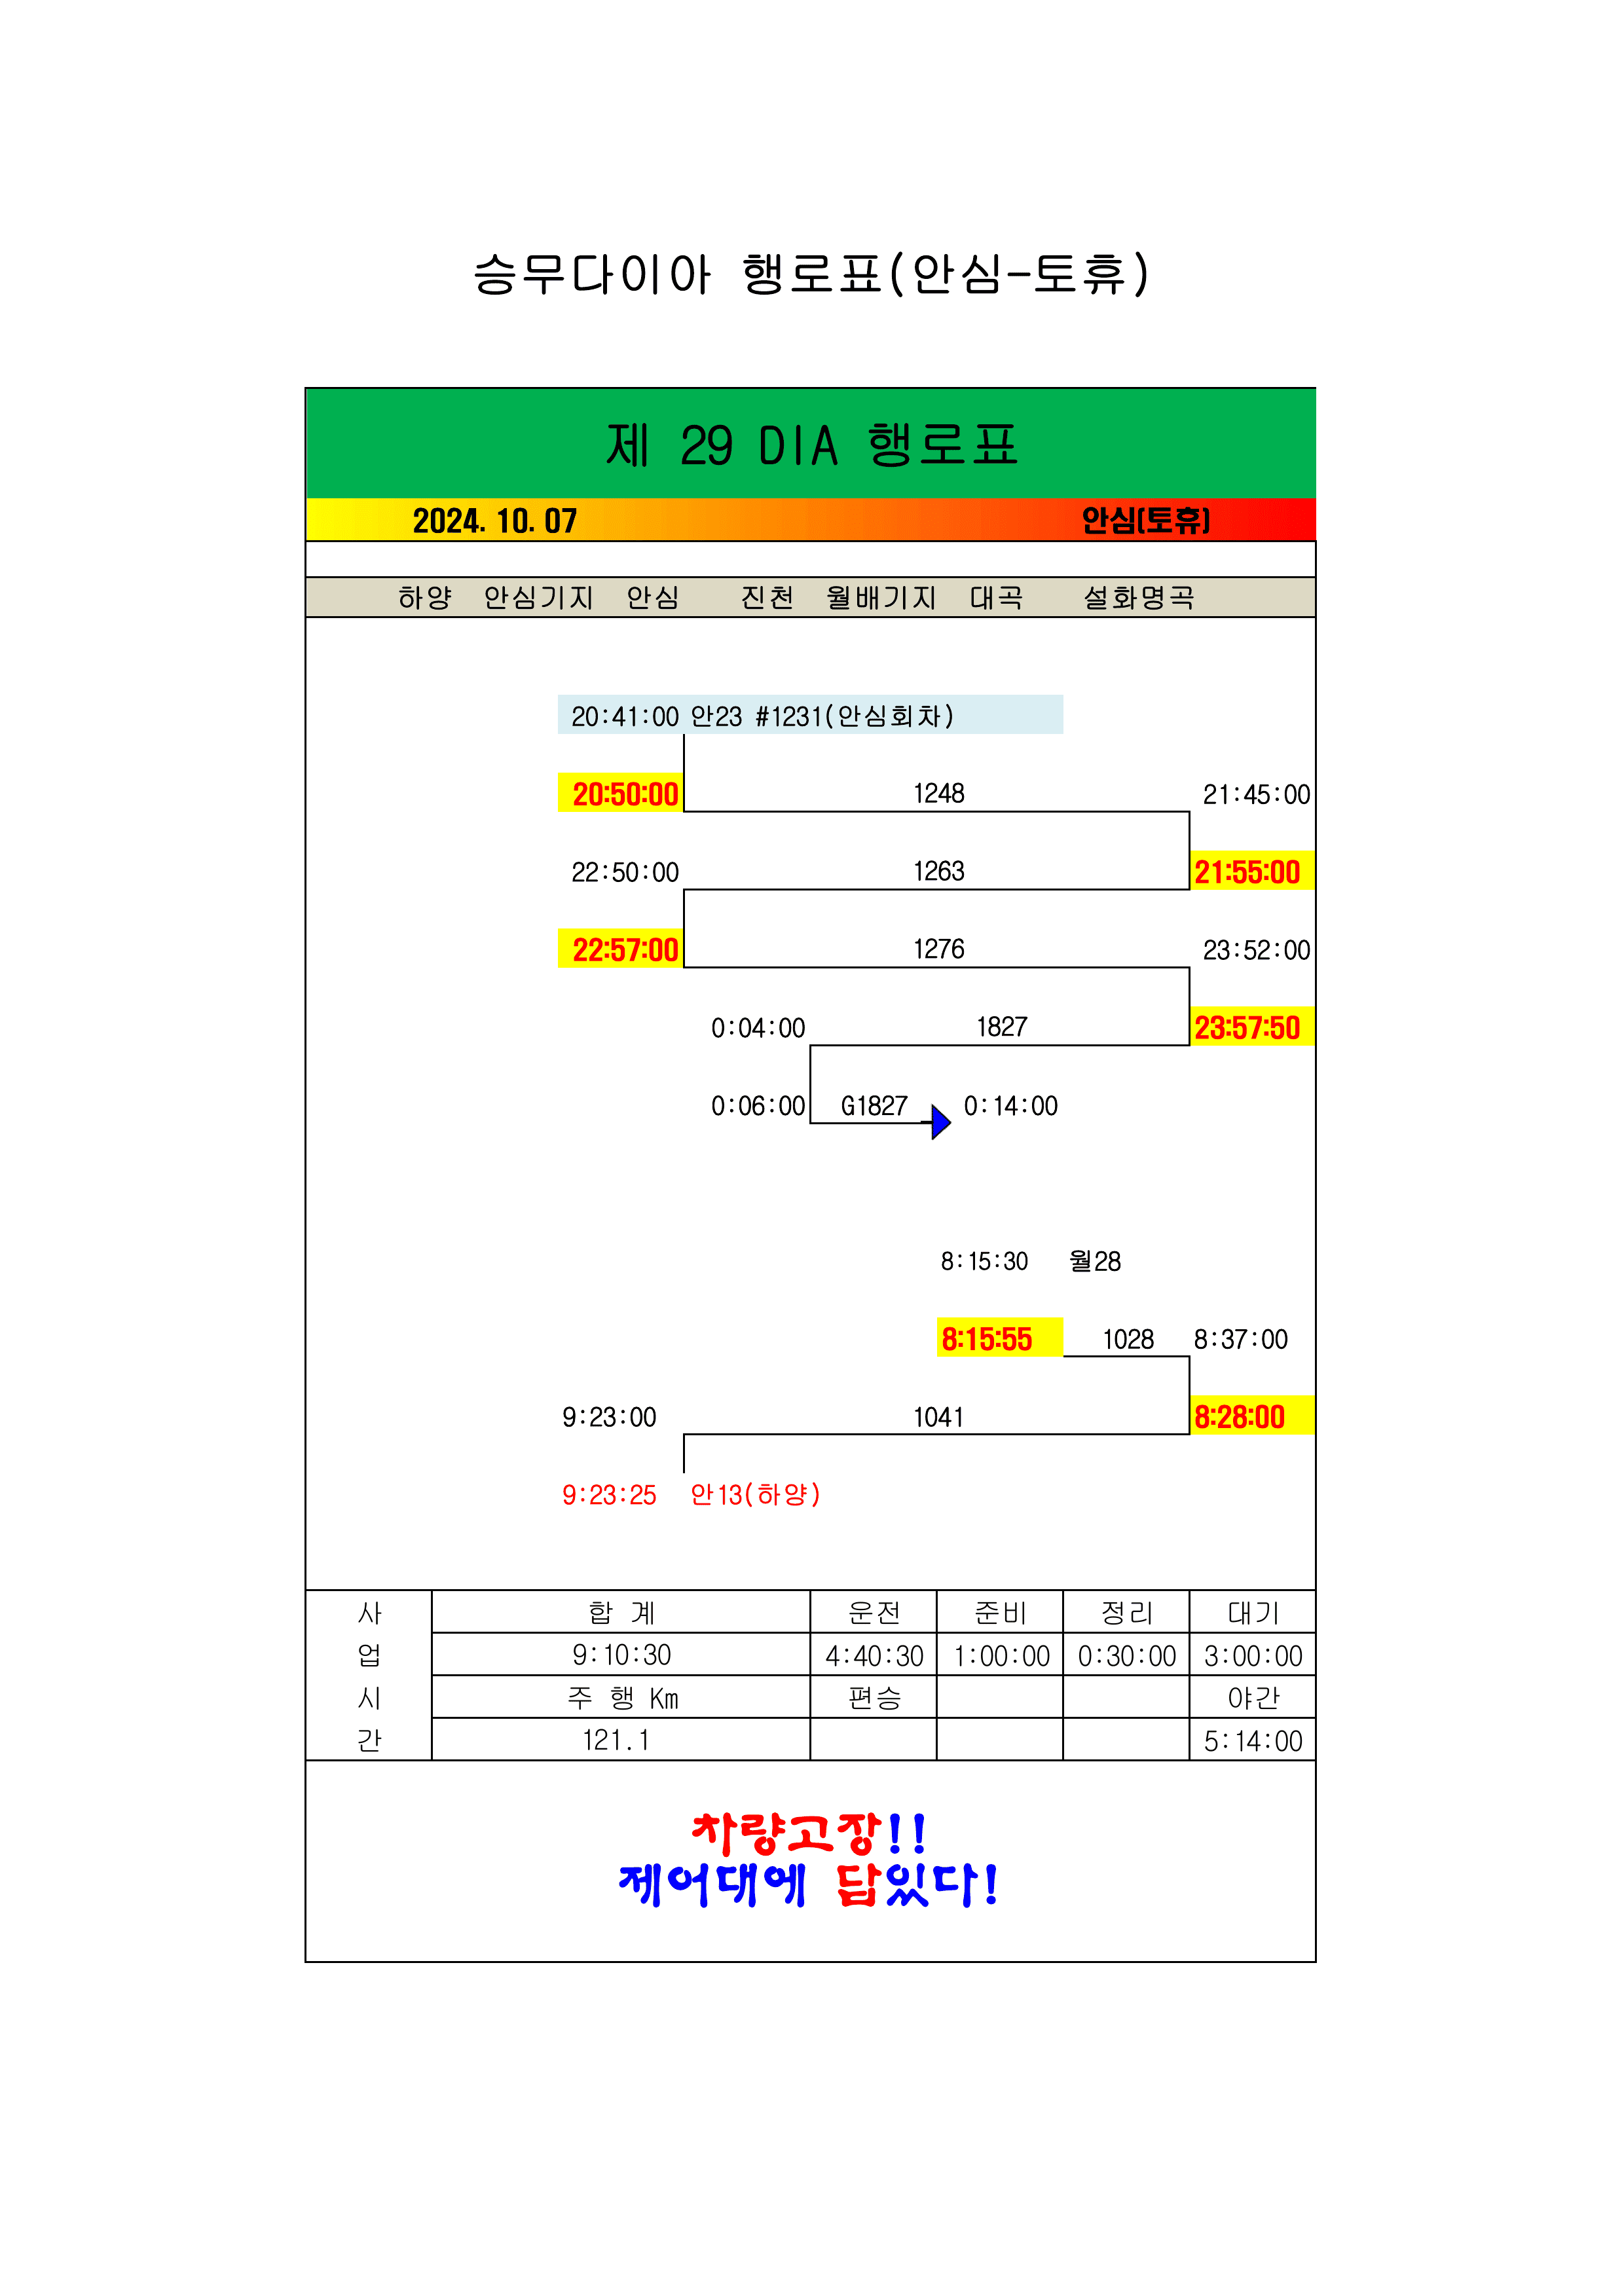 승무다이아 행로표(안심-토휴)
제 29 DIA 행로표
2024. 10. 07 안심(토휴)
하양 안심기지 안심 진천 월배기지 대곡 설화명곡
20:41:00 안23 #1231(안심회차)
20:50:00 1248 21:45:00
22:50:00 1263 21:55:00
22:57:00 1276 23:52:00
0:04:00 1827 23:57:50
0:06:00 G1827 0:14:00
8:15:30 월28
8:15:55 1028 8:37:00
9:23:00 1041 8:28:00
9:23:25 안13(하양)
사 합 계 운전 준비 정리 대기
업 9:10:30 4:40:30 1:00:00 0:30:00 3:00:00
시 주 행 Km 편승 야간
간 121.1 5:14:00
차량고장!!
제어대에 답있다!